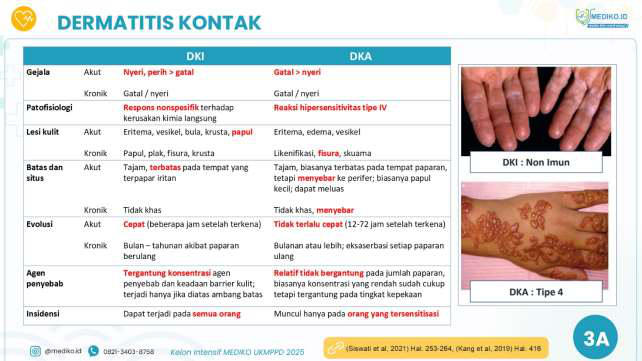 DERMATITIS KONTAK
MEDIKO.ID
DKI DKA
Gejala Akut Nyeri, perih > gatal Gatal > nyeri
Kronik Gatal / nyeri Gatal / nyeri
Patofisiologi Respons nonspesifik terhadap Reaksi hipersensitivitas tipe IV
kerusakan kimia langsung
Lesi kulit Akut Eritema, vesikel, bula, krusta, papul Eritema, edema, vesikel
Kronik Papul, plak, fisura, krusta Likenifikasi, fisura, skuama
Batas dan Akut Tajam, terbatas pada tempat yang Tajam, biasanya terbatas pada tempat paparan,
situs terpapar iritan tetapi menyebar ke perifer; biasanya papul
kecil; dapat meluas
Kronik Tidak khas Tidak khas, menyebar
Evolusi Akut Cepat (beberapa jam setelah terkena) Tidak terlalu cepat (12-72 jam setelah terkena)
Kronik Bulan – tahunan akibat paparan Bulanan atau lebih; eksaserbasi setiap paparan
berulang ulang
Agen Tergantung konsentrasi agen Relatif tidak bergantung pada jumlah paparan,
penyebab penyebab dan keadaan barrier kulit; biasanya konsentrasi yang rendah sudah cukup
terjadi hanya jika diatas ambang batas tetapi tergantung pada tingkat kepekaan
Insidensi Dapat terjadi pada semua orang Muncul hanya pada orang yang tersensitisasi
DKI : Non Imun
DKA : Tipe 4
3A
@mediko.id 0821-3403-8758 Kelon Intensif MEDIKO UKMPPD 2025
(Siswati et al, 2021) Hal. 253-264, (Kang et al, 2019) Hal. 416